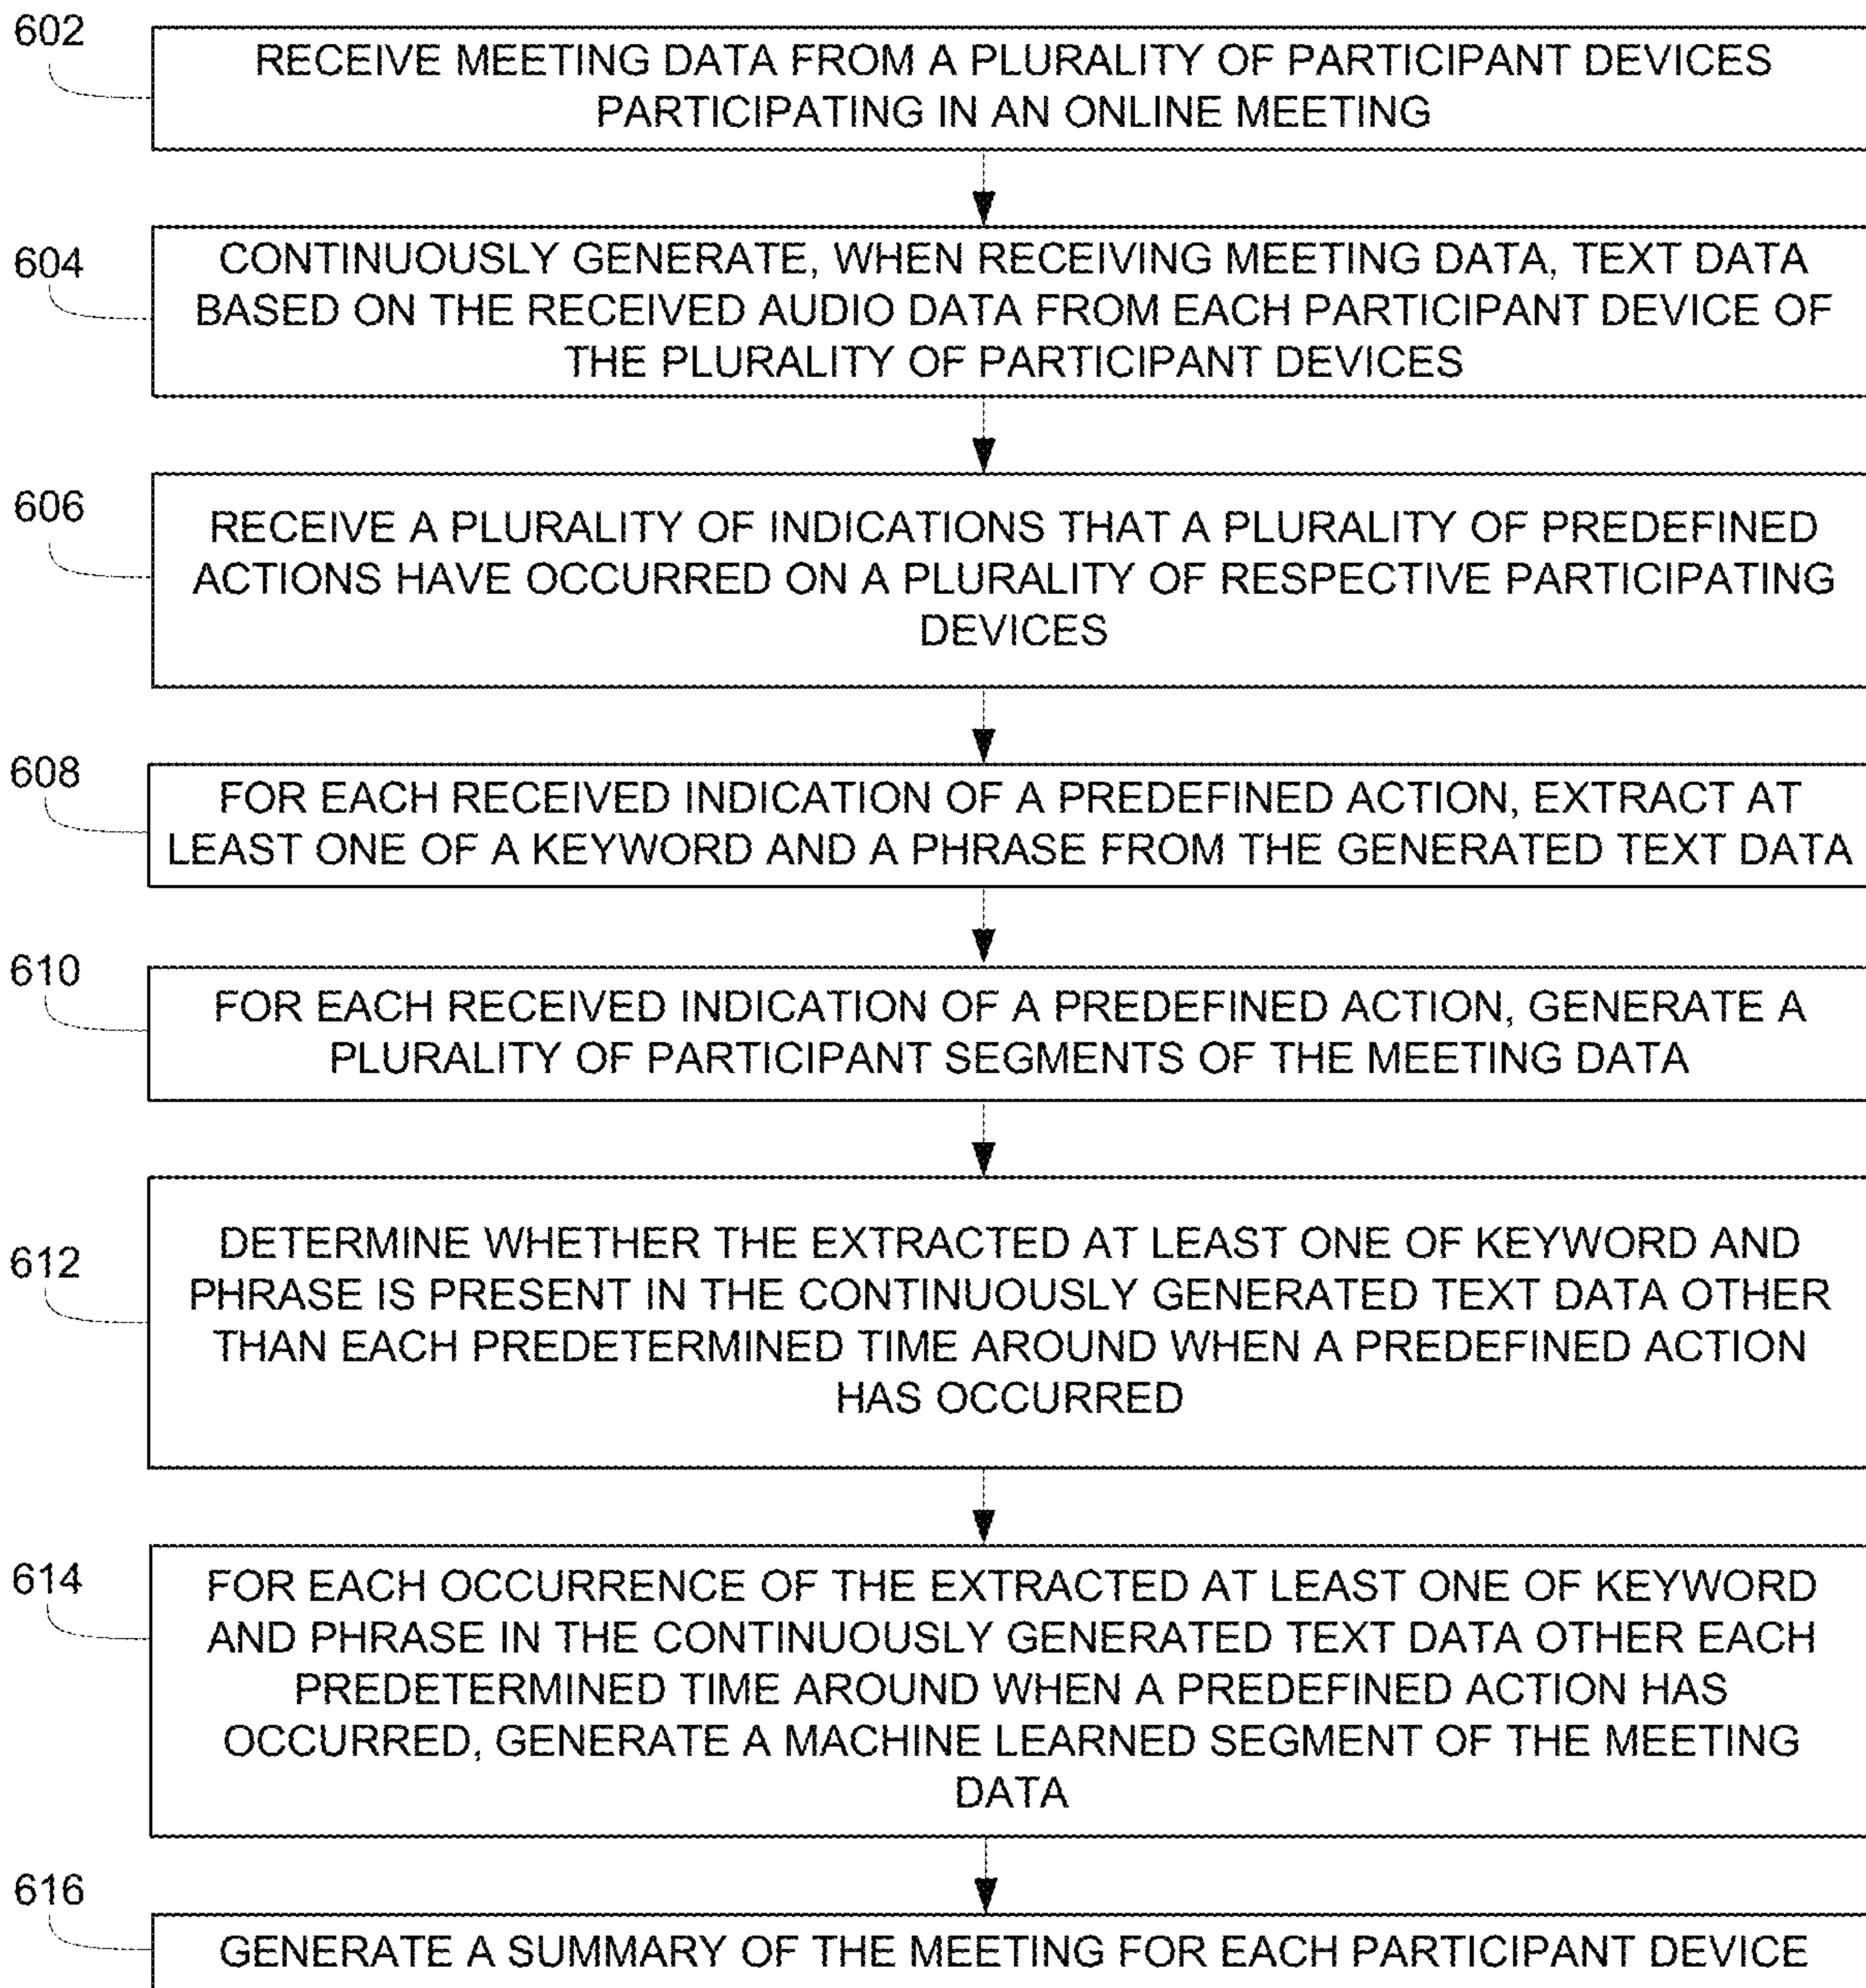 602
RECEIVE MEETING DATA FROM A PLURALITY OF PARTICIPANT DEVICES
PARTICIPATING IN AN ONLINE MEETING
604
CONTINUOUSLY GENERATE, WHEN RECEIVING MEETING DATA, TEXT DATA
BASED ON THE RECEIVED AUDIO DATA FROM EACH PARTICIPANT DEVICE OF
THE PLURALITY OF PARTICIPANT DEVICES
606
RECEIVE A PLURALITY OF INDICATIONS THAT A PLURALITY OF PREDEFINED
ACTIONS HAVE OCCURRED ON A PLURALITY OF RESPECTIVE PARTICIPATING
DEVICES
608
FOR EACH RECEIVED INDICATION OF A PREDEFINED ACTION, EXTRACT AT
LEAST ONE OF A KEYWORD AND A PHRASE FROM THE GENERATED TEXT DATA
610
FOR EACH RECEIVED INDICATION OF A PREDEFINED ACTION, GENERATE A
PLURALITY OF PARTICIPANT SEGMENTS OF THE MEETING DATA
612
DETERMINE WHETHER THE EXTRACTED AT LEAST ONE OF KEYWORD AND
PHRASE IS PRESENT IN THE CONTINUOUSLY GENERATED TEXT DATA OTHER
THAN EACH PREDETERMINED TIME AROUND WHEN A PREDEFINED ACTION
HAS OCCURRED
614
FOR EACH OCCURRENCE OF THE EXTRACTED AT LEAST ONE OF KEYWORD
AND PHRASE IN THE CONTINUOUSLY GENERATED TEXT DATA OTHER EACH
PREDETERMINED TIME AROUND WHEN A PREDEFINED ACTION HAS
OCCURRED, GENERATE A MACHINE LEARNED SEGMENT OF THE MEETING
DATA
616
GENERATE A SUMMARY OF THE MEETING FOR EACH PARTICIPANT DEVICE